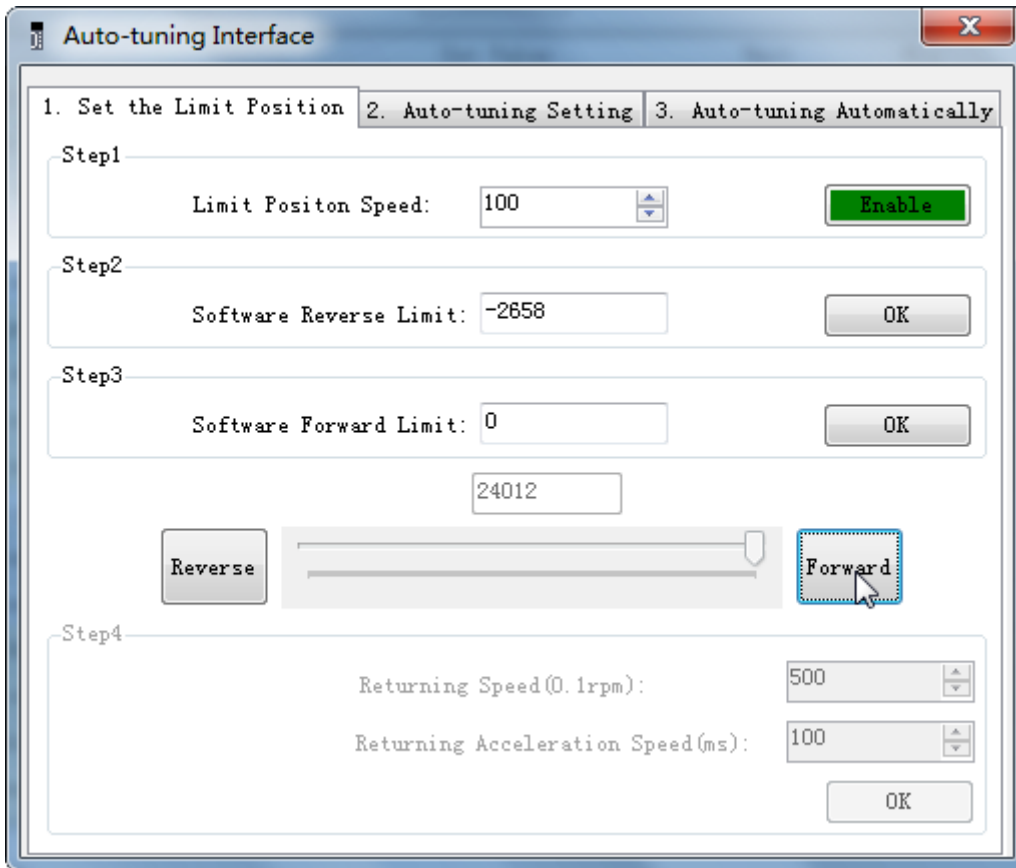 Auto-tuning Interface
1. Set the Limit Position 2. Auto-tuning Setting 3. Auto-tuning Automatically
Step1
Limit Positon Speed: 100 Enable
Step2
Software Reverse Limit: -2658 OK
Step3
Software Forward Limit: 0 OK
24012
Reverse Forward
Step4
Returning Speed(0.1rpm): 500
Returning Acceleration Speed(ms): 100
OK